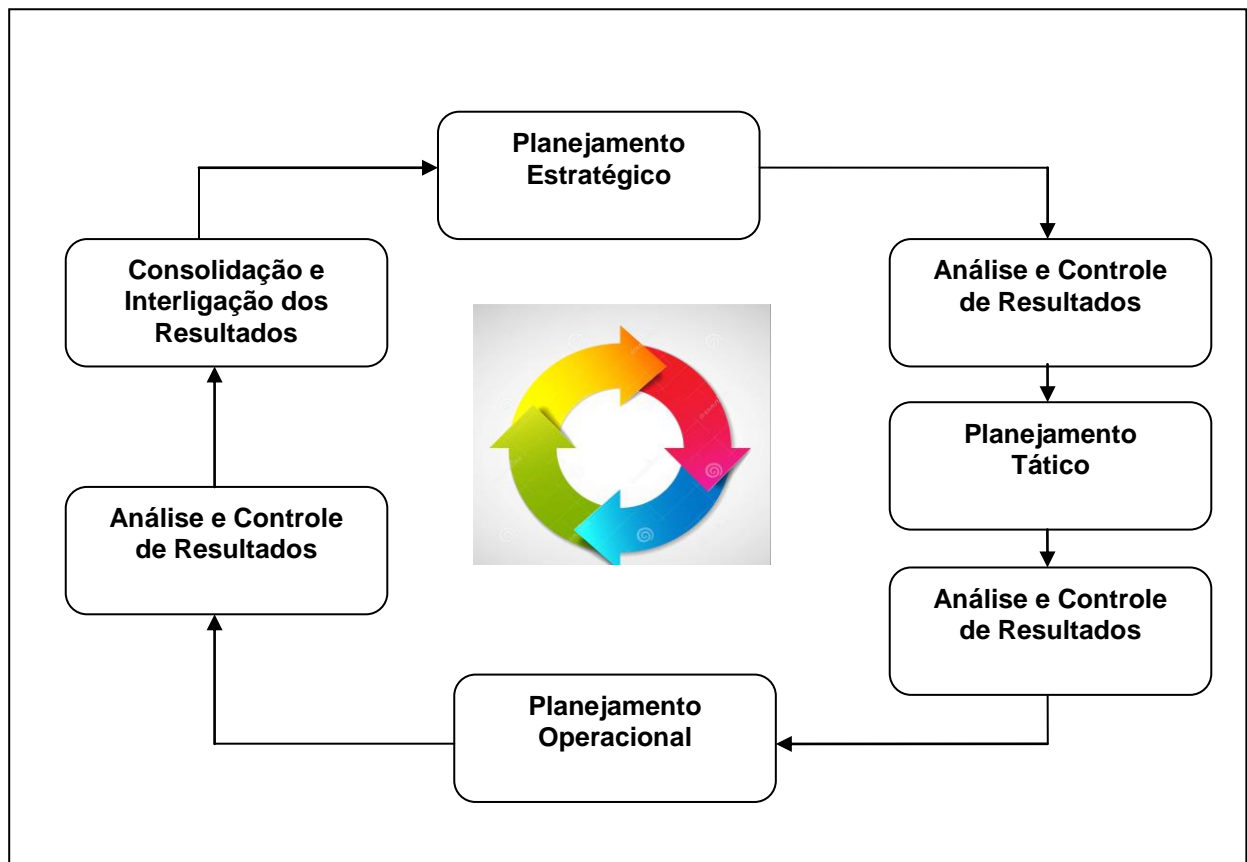 Planejamento
Estratégico
Análise e Controle
de Resultados
Planejamento
Tático
Análise e Controle
de Resultados
Planejamento
Operacional
Análise e Controle
de Resultados
Consolidação e
Interligação dos
Resultados